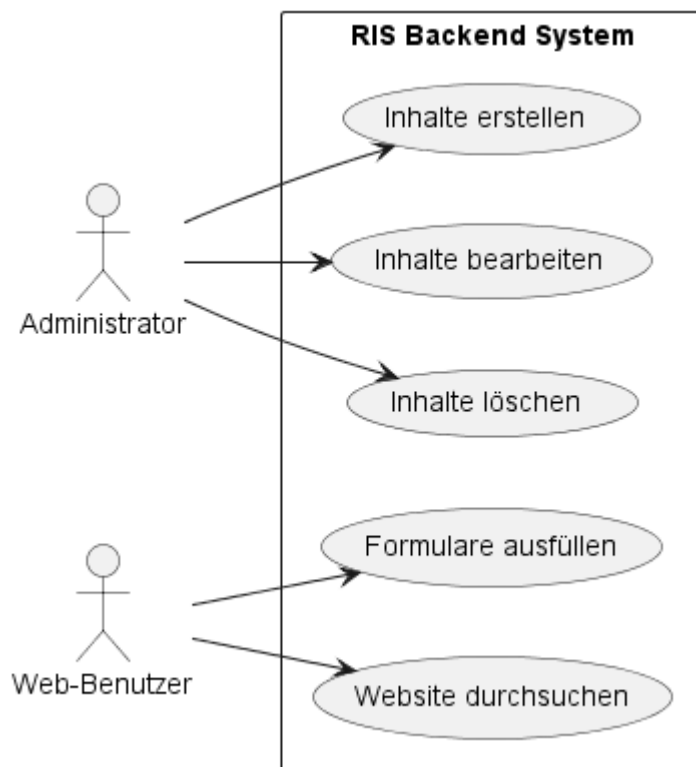 RIS Backend System
Inhalte erstellen
Inhalte bearbeiten
Administrator
Inhalte löschen
Formulare ausfüllen
Web-Benutzer
Website durchsuchen